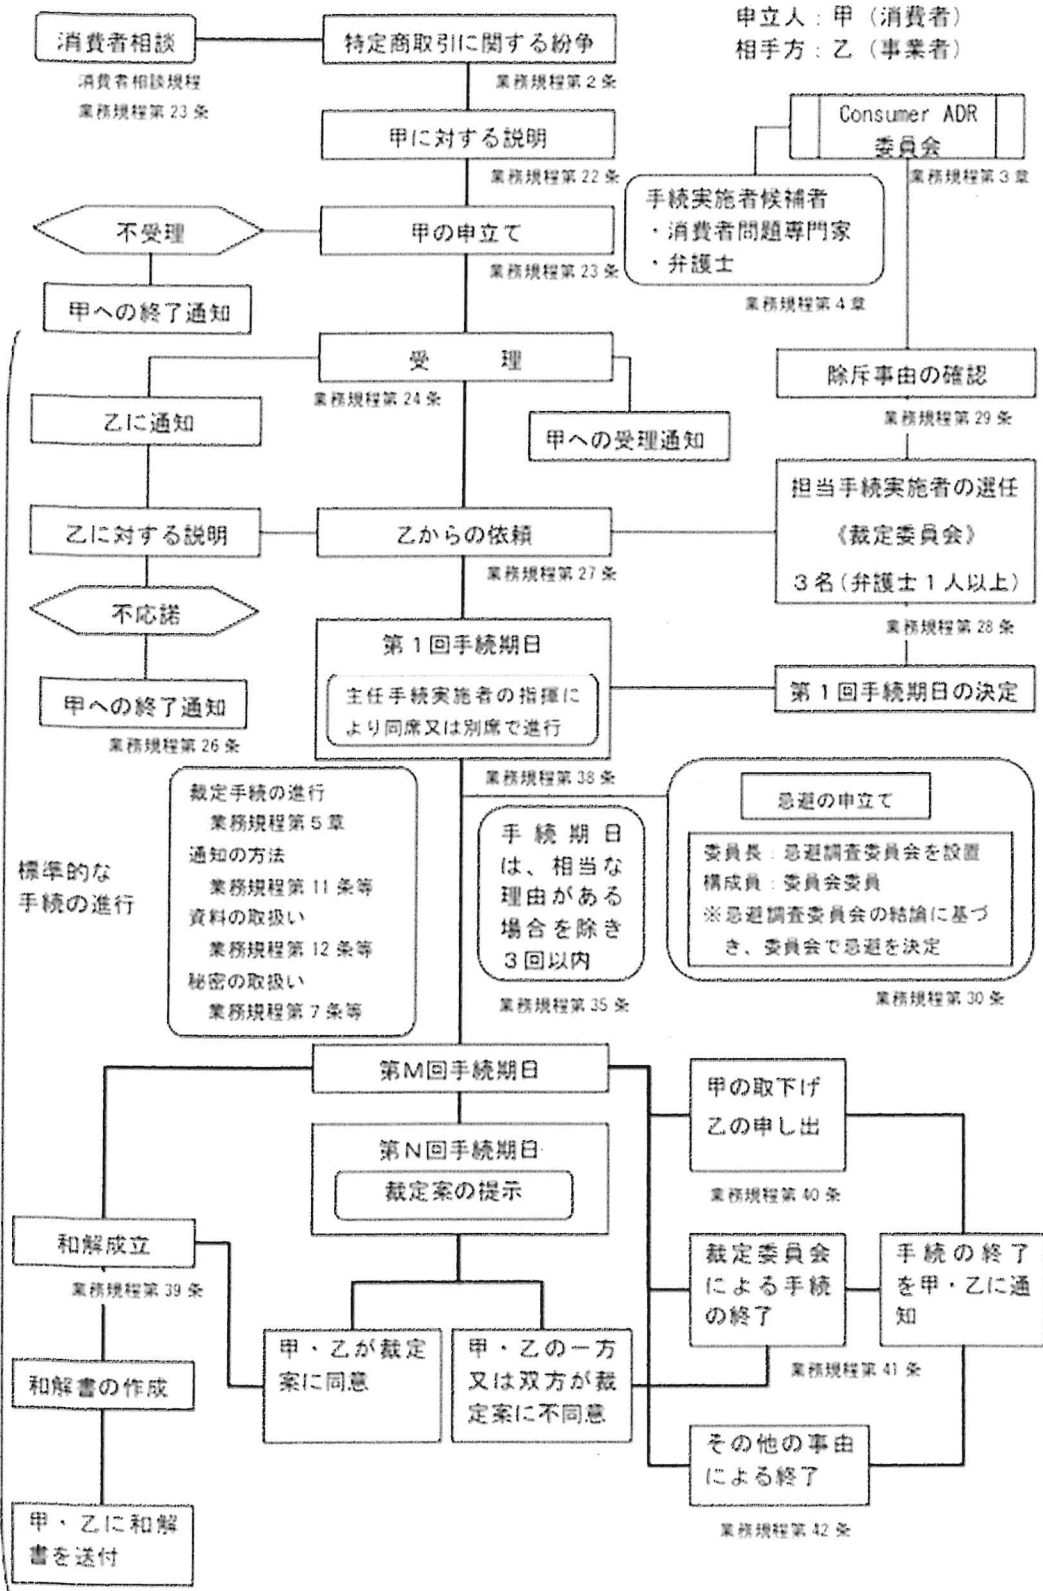 申立人：甲（消費者）
相手方：乙（事業者）
消費者相談
消費者相談規程
業務規程第23条
特定商取引に関する紛争
業務規程第2条
甲に対する説明
業務規程第22条
Consumer ADR
委員会
業務規程第3章
手続実施者候補者
・消費者問題専門家
・弁護士
業務規程第4章
不受理
甲の申立て
業務規程第23条
甲への終了通知
受　　理
業務規程第24条
除斥事由の確認
業務規程第29条
乙に通知
甲への受理通知
担当手続実施者の選任
《裁定委員会》
3名（弁護士1人以上）
業務規程第28条
乙に対する説明
乙からの依頼
業務規程第27条
不応諾
甲への終了通知
業務規程第26条
第1回手続期日
主任手続実施者の指揮に
より同席又は別席で進行
業務規程第38条
第1回手続期日の決定
標準的な
手続の進行
裁定手続の進行
業務規程第5章
通知の方法
業務規程第11条等
資料の取扱い
業務規程第12条等
秘密の取扱い
業務規程第7条等
手続期日
は、相当な
理由がある
場合を除き
3回以内
業務規程第35条
忌避の申立て
委員長：忌避調査委員会を設置
構成員：委員会委員
※忌避調査委員会の結論に基づ
き、委員会で忌避を決定
業務規程第30条
第M回手続期日
第N回手続期日
裁定案の提示
甲の取下げ
乙の申し出
業務規程第40条
和解成立
業務規程第39条
裁定委員会
による手続
の終了
業務規程第41条
手続の終了
を甲・乙に通
知
甲・乙が裁定
案に同意
甲・乙の一方
又は双方が裁
定案に不同意
和解書の作成
その他の事由
による終了
業務規程第42条
甲・乙に和解
書を送付